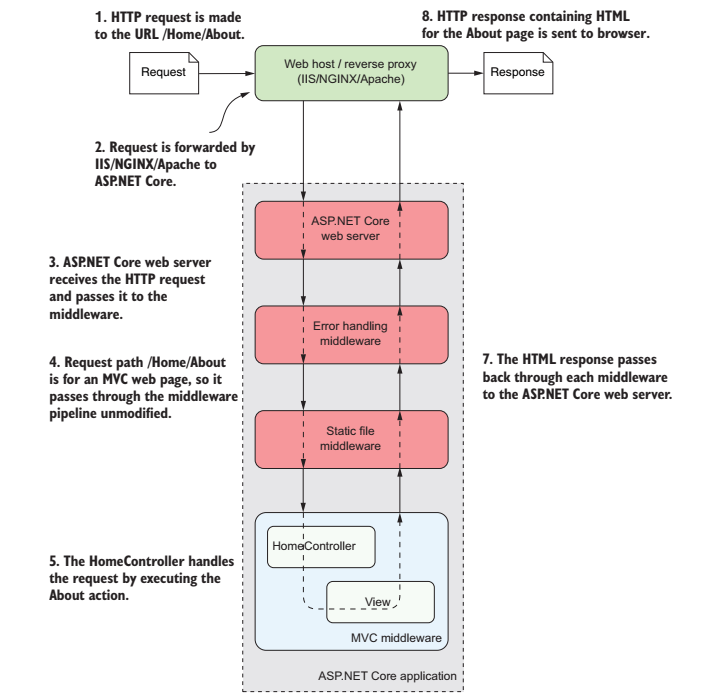 1. HTTP request is made
to the URL /Home/About.
8. HTTP response containing HTML
for the About page is sent to browser.
Request
Web host / reverse proxy
(IIS/NGINX/Apache)
Response
2. Request is forwarded by
IIS/NGINX/Apache to
ASP.NET Core.
ASP.NET Core
web server
3. ASP.NET Core web server
receives the HTTP request
and passes it to the
middleware.
Error handling
middleware
4. Request path /Home/About
is for an MVC web page, so it
passes through the middleware
pipeline unmodified.
7. The HTML response passes
back through each middleware
to the ASP.NET Core web server.
Static file
middleware
HomeController
5. The HomeController handles
the request by executing the
About action.
View
MVC middleware
ASP.NET Core application